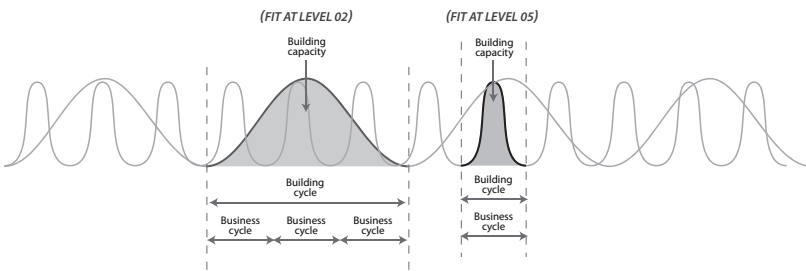 (FIT AT LEVEL 02)
(FIT AT LEVEL 05)
Building
capacity
Building
capacity
Building
cycle
Building
cycle
Business
cycle
Business
cycle
Business
cycle
Business
cycle